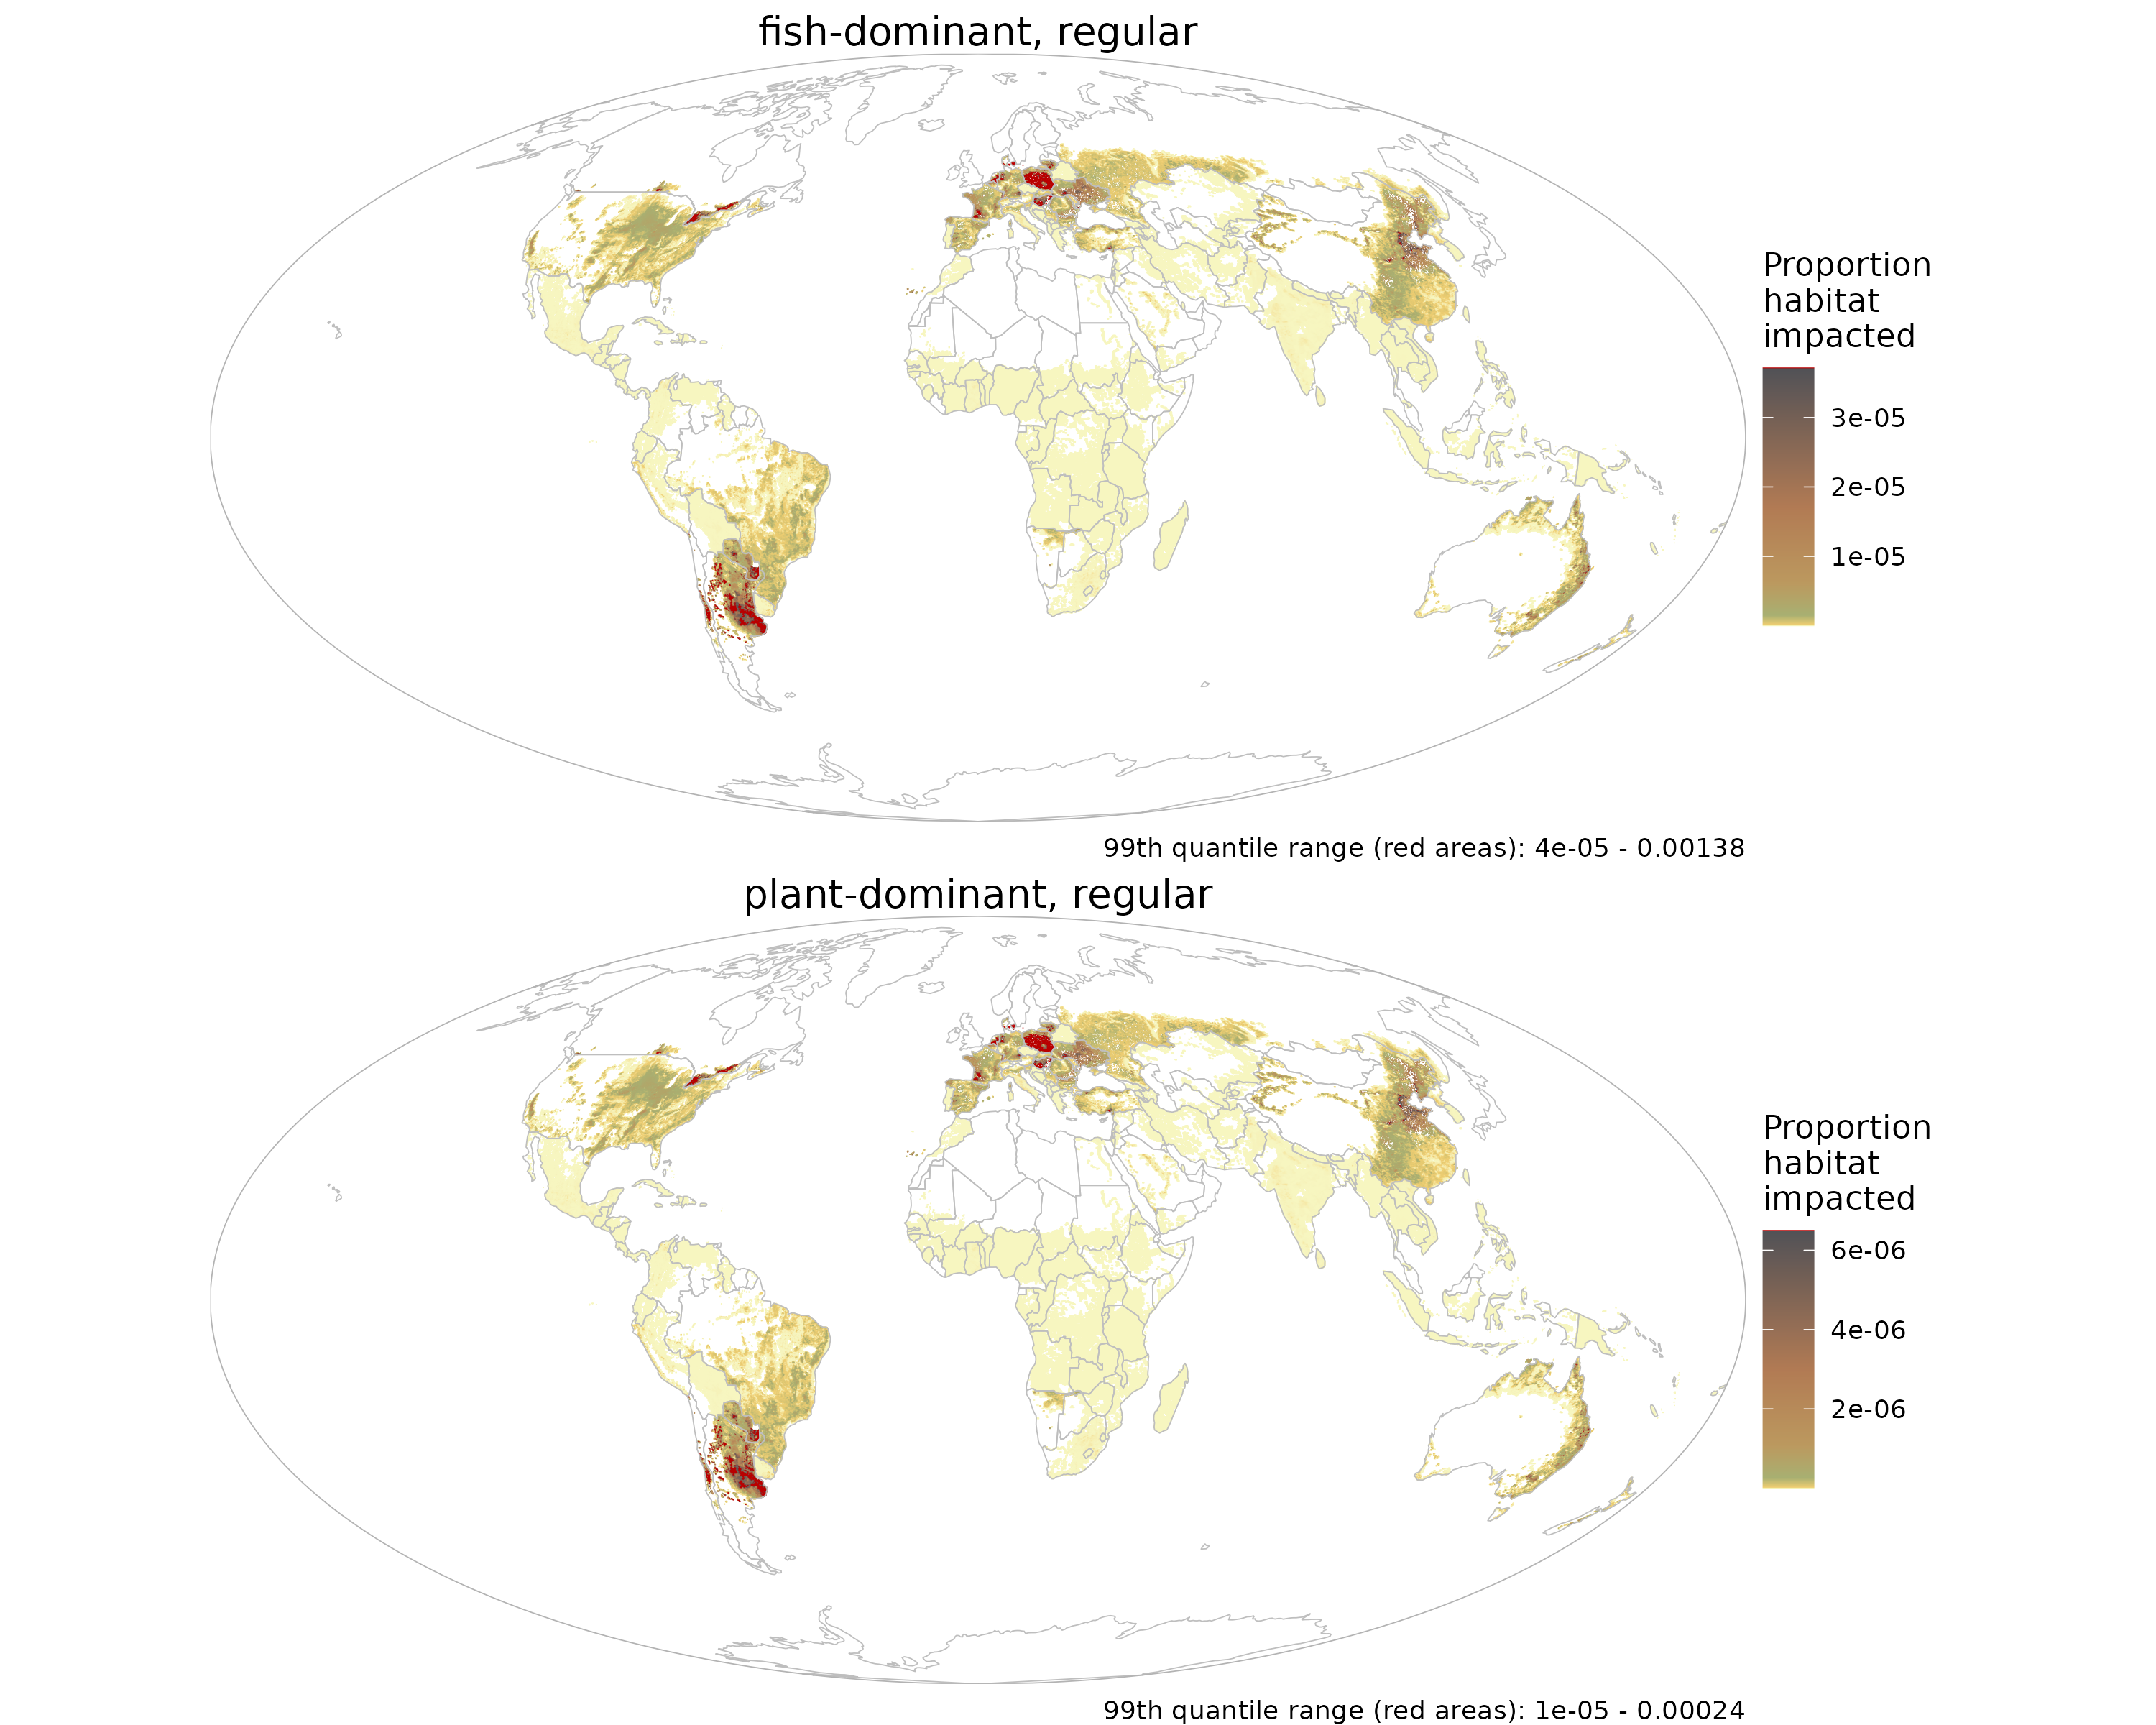 fish-dominant, regular
Proportion
habitat
impacted
3e-05
2e-05
1e-05
99th quantile range (red areas): 4e-05 - 0.00138
plant-dominant, regular
Proportion
habitat
impacted
6e-06
4e-06
2e-06
99th quantile range (red areas): 1e-05 - 0.00024